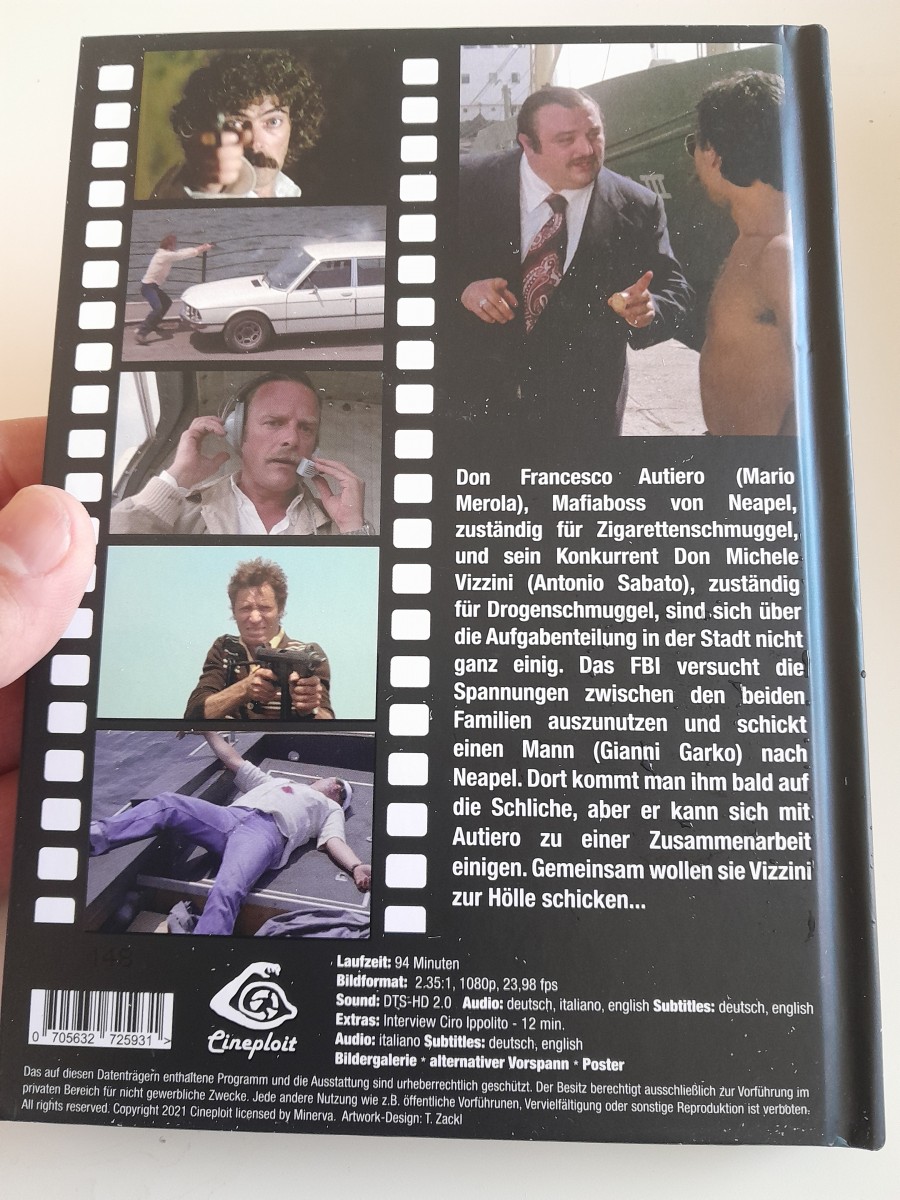 III
Don Francesco Autiero (Mario
Merola), Mafiaboss von Neapel,
zuständig für Zigarettenschmuggel,
und sein Konkurrent Don Michele
Vizzini (Antonio Sabato), zuständig
für Drogenschmuggel, sind sich über
die Aufgabenteilung in der Stadt nicht
ganz einig. Das FBI versucht die
Spannungen zwischen den beiden
Familien auszunutzen und schickt
einen Mann (Gianni Garko) nach
Neapel. Dort kommt man ihm bald auf
die Schliche, aber er kann sich mit
Autiero zu einer Zusammenarbeit
einigen. Gemeinsam wollen sie Vizzini
zur Hölle schicken...
148
Laufzeit: 94 Minuten
Bildformat: 2.35:1, 1080p, 23,98 fps
Sound: DTS-HD 2.0 Audio: deutsch, italiano, english Subtitles: deutsch, english
Extras: Interview Ciro Ippolito - 12 min.
Audio: italiano Subtitles: deutsch, english
Bildergalerie * alternativer Vorspann * Poster
Cineploit
0 705632 725931 >
Das auf diesen Datenträgern enthaltene Programm und die Ausstattung sind urheberrechtlich geschützt. Der Besitz berechtigt ausschließlich zur Vorführung im
privaten Bereich für nicht gewerbliche Zwecke. Jede andere Nutzung wie z.B. öffentliche Vorführunen, Vervielfältigung oder sonstige Reproduktion ist verboten.
All rights reserved. Copyright 2021 Cineploit licensed by Minerva. Artwork-Design: T. Zackl